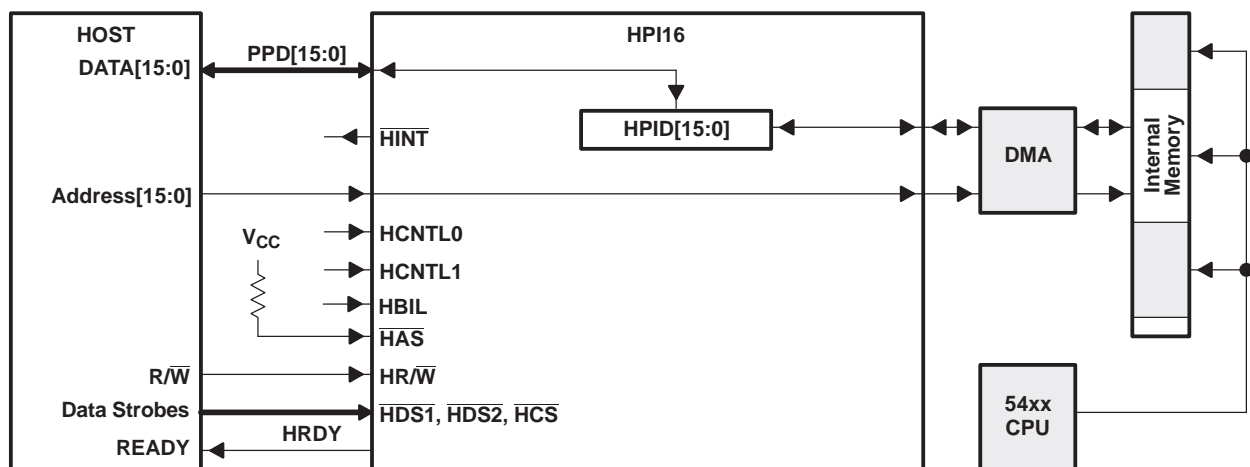 HOST
DATA[15:0]
PPD[15:0]
HPI16
HPID[15:0]
HINT
DMA
Internal
Memory
Address[15:0]
VCC
HCNTL0
HCNTL1
HBIL
HAS
R/W
HR/W
Data Strobes
HDS1, HDS2, HCS
READY
HRDY
54xx
CPU